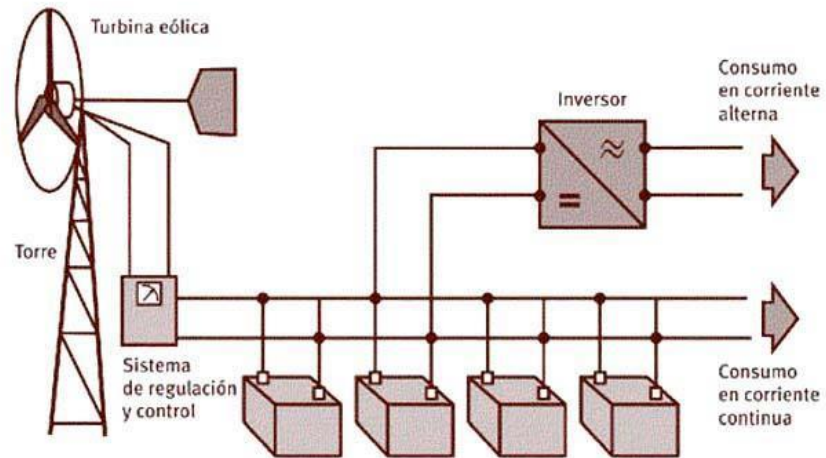 Turbina eólica
Inversor
Consumo
en corriente
alterna
Torre
Sistema
de regulación
y control
Consumo
en corriente
continua